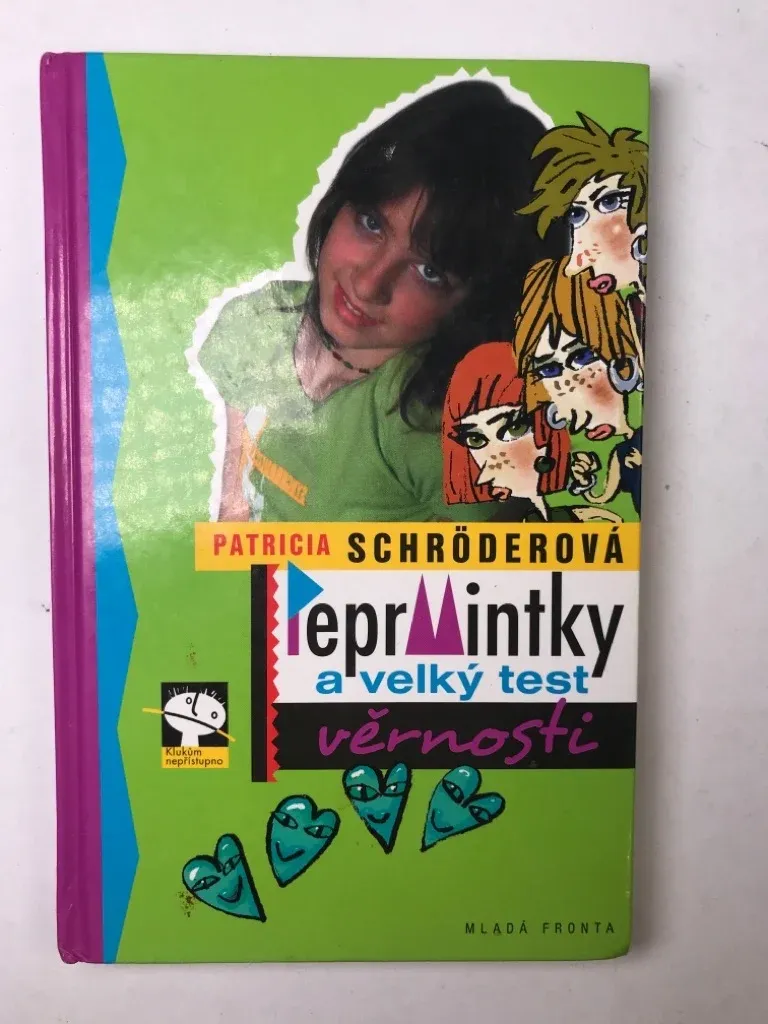 PATRICIA SCHRÖDEROVÁ
PeprMintky
a velký test
věrnosti
Klukům
nepřístupno
MLADÁ FRONTA